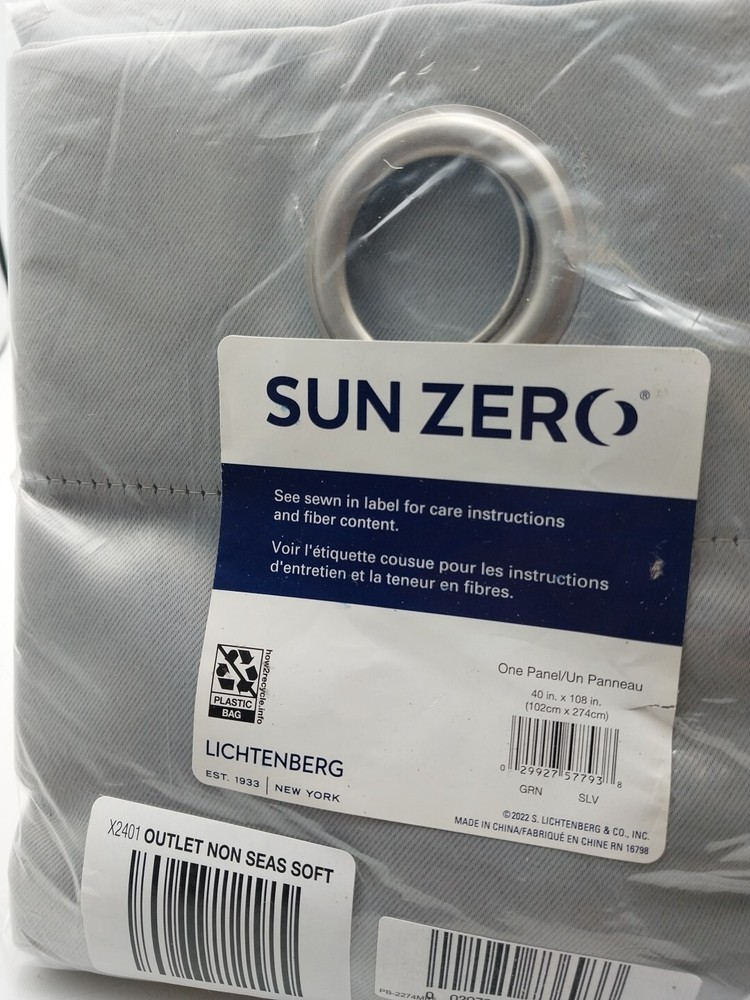 SUN ZERO®
See sewn in label for care instructions
and fiber content.
Voir l'étiquette cousue pour les instructions
d'entretien et la teneur en fibres.
PLASTIC
BAG
how2recycle.info
One Panel/Un Panneau
40 in. x 108 in.
(102cm x 274cm)
0 29927 57793 8
GRN SLV
LICHTENBERG
EST. 1933 | NEW YORK
©2022 S. LICHTENBERG & CO., INC.
MADE IN CHINA/FABRIQUÉ EN CHINE RN 16798
X2401 OUTLET NON SEAS SOFT